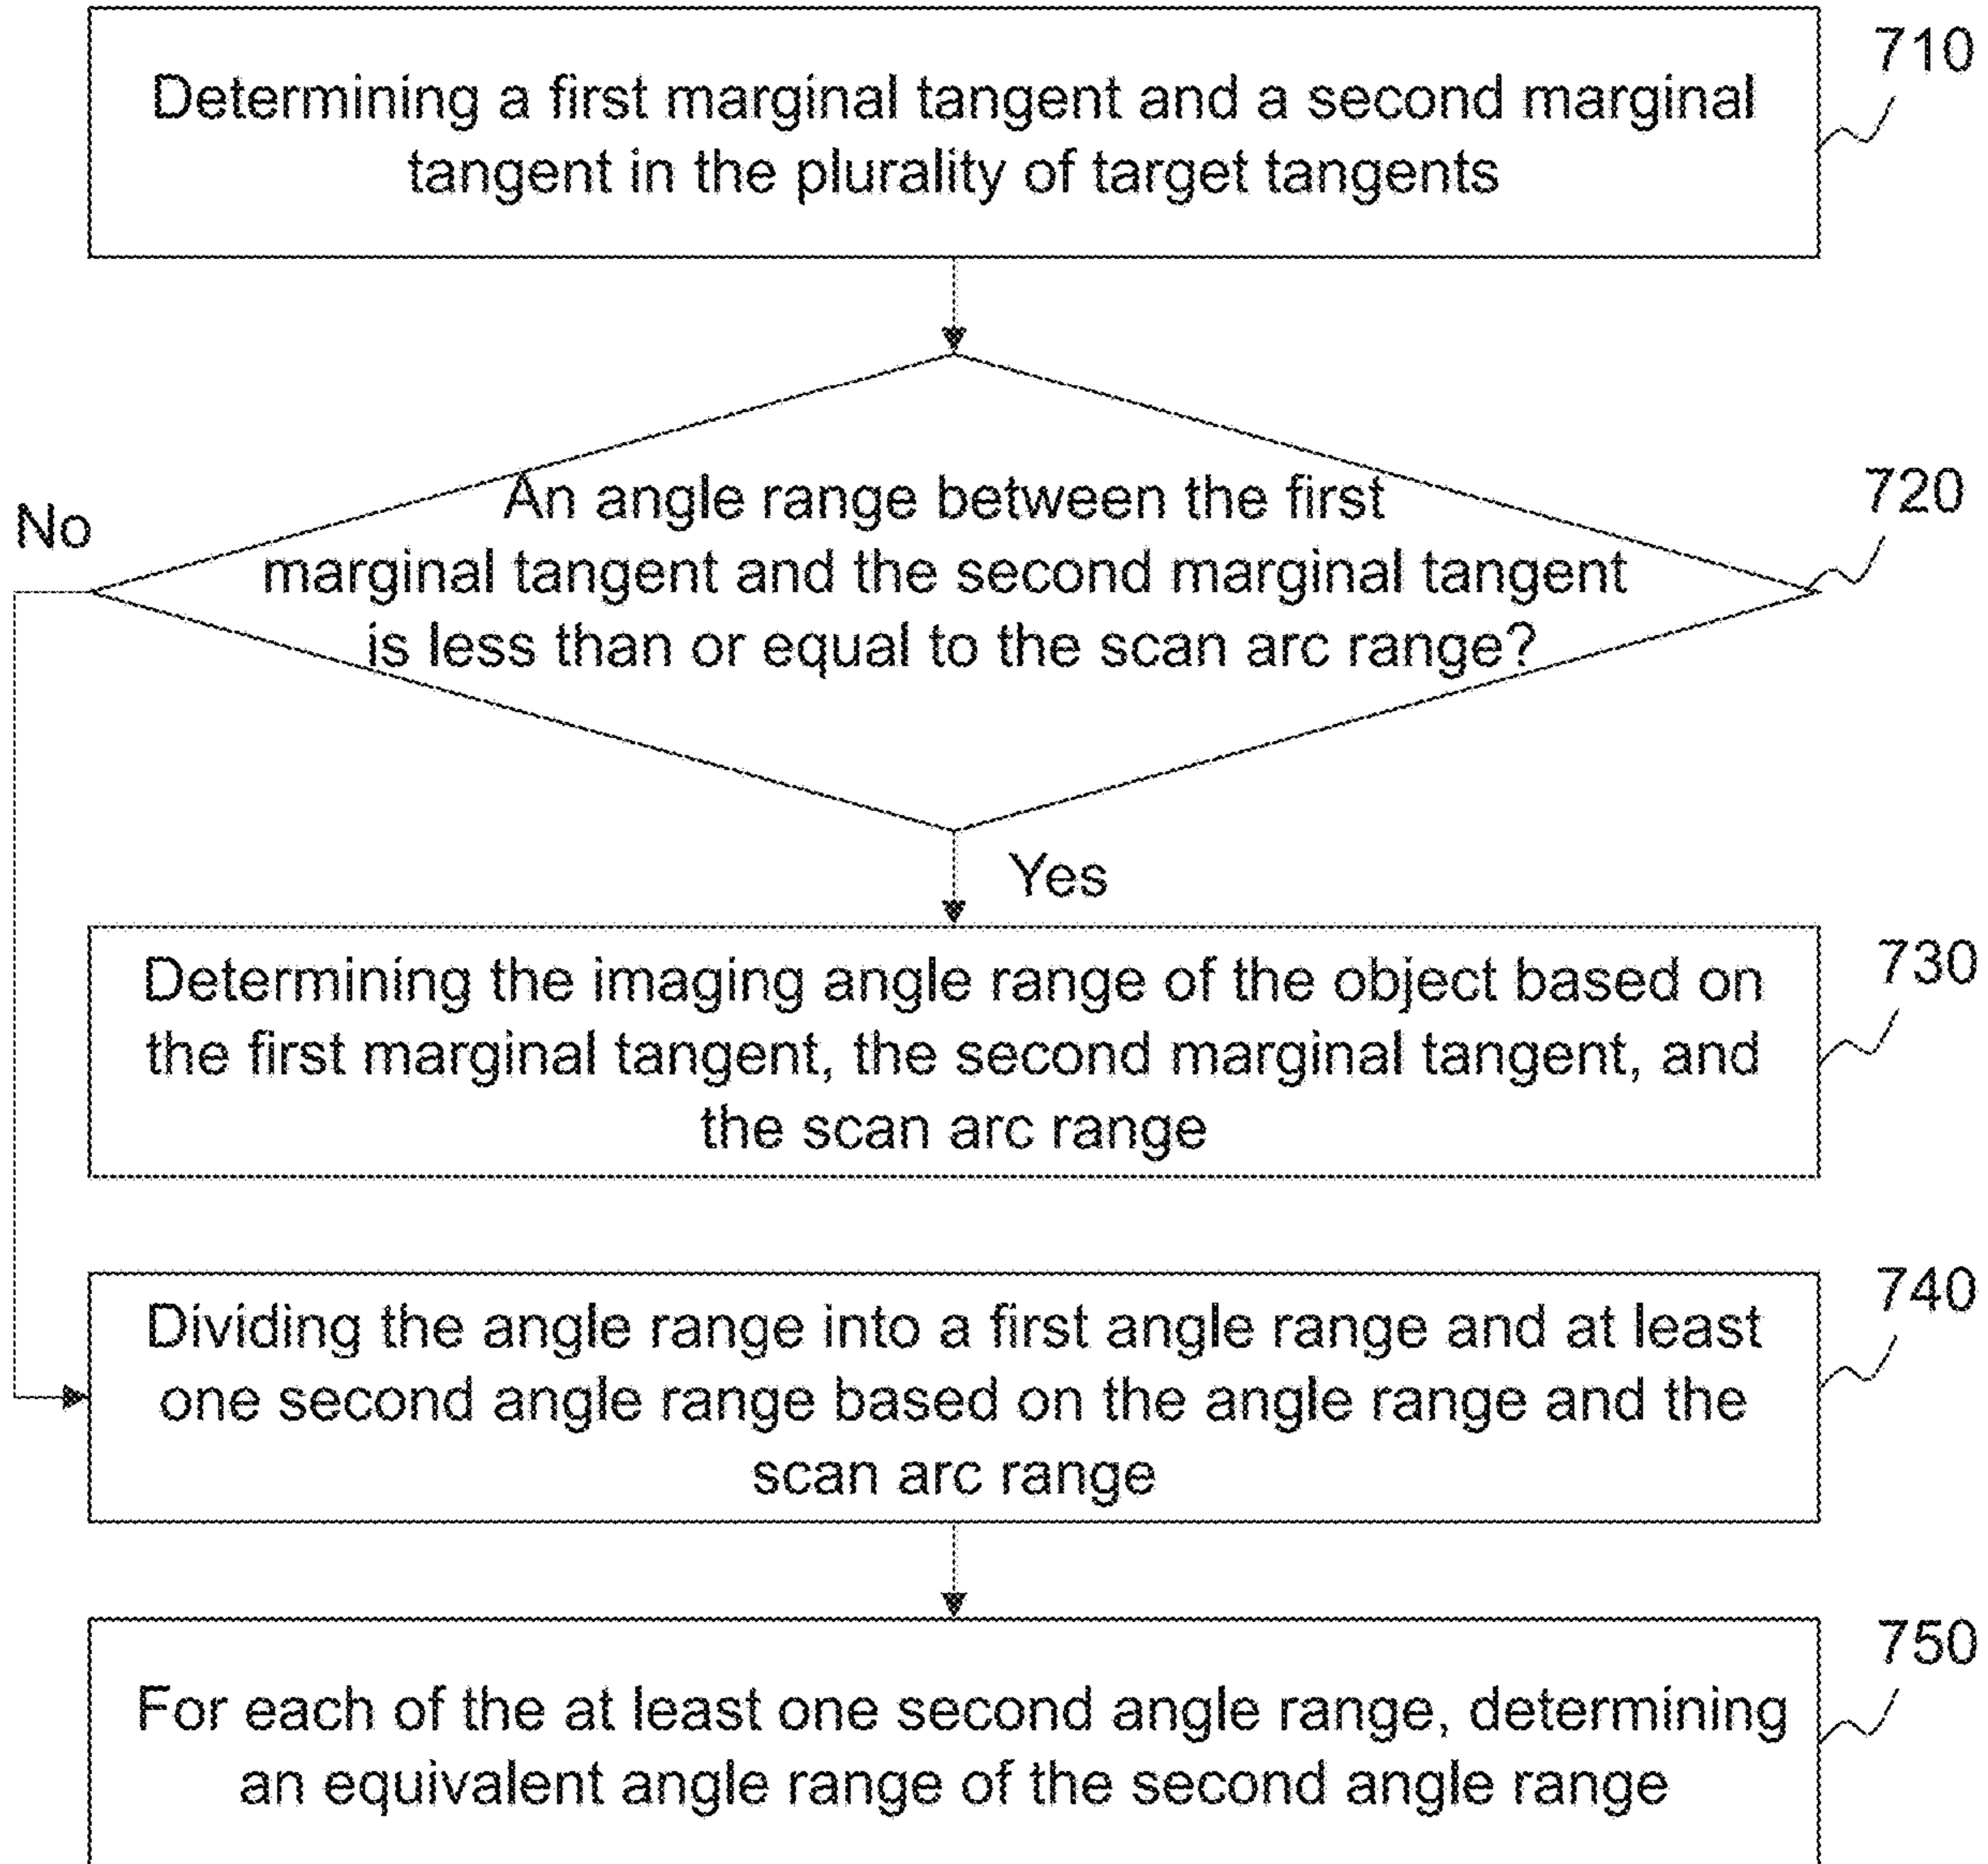 710
Determining a first marginal tangent and a second marginal
tangent in the plurality of target tangents
720
No
An angle range between the first
marginal tangent and the second marginal tangent
is less than or equal to the scan arc range?
Yes
730
Determining the imaging angle range of the object based on
the first marginal tangent, the second marginal tangent, and
the scan arc range
740
Dividing the angle range into a first angle range and at least
one second angle range based on the angle range and the
scan arc range
750
For each of the at least one second angle range, determining
an equivalent angle range of the second angle range